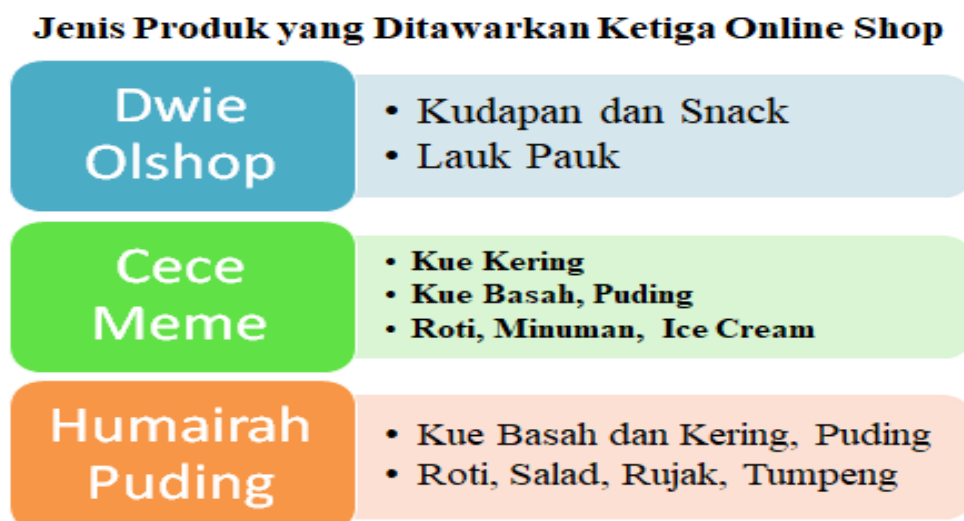 Jenis Produk yang Ditawarkan Ketiga Online Shop
Dwie
Olshop
• Kudapan dan Snack
• Lauk Pauk
Cece
Meme
• Kue Kering
• Kue Basah, Puding
• Roti, Minuman, Ice Cream
Humairah
Puding
• Kue Basah dan Kering, Puding
• Roti, Salad, Rujak, Tumpeng